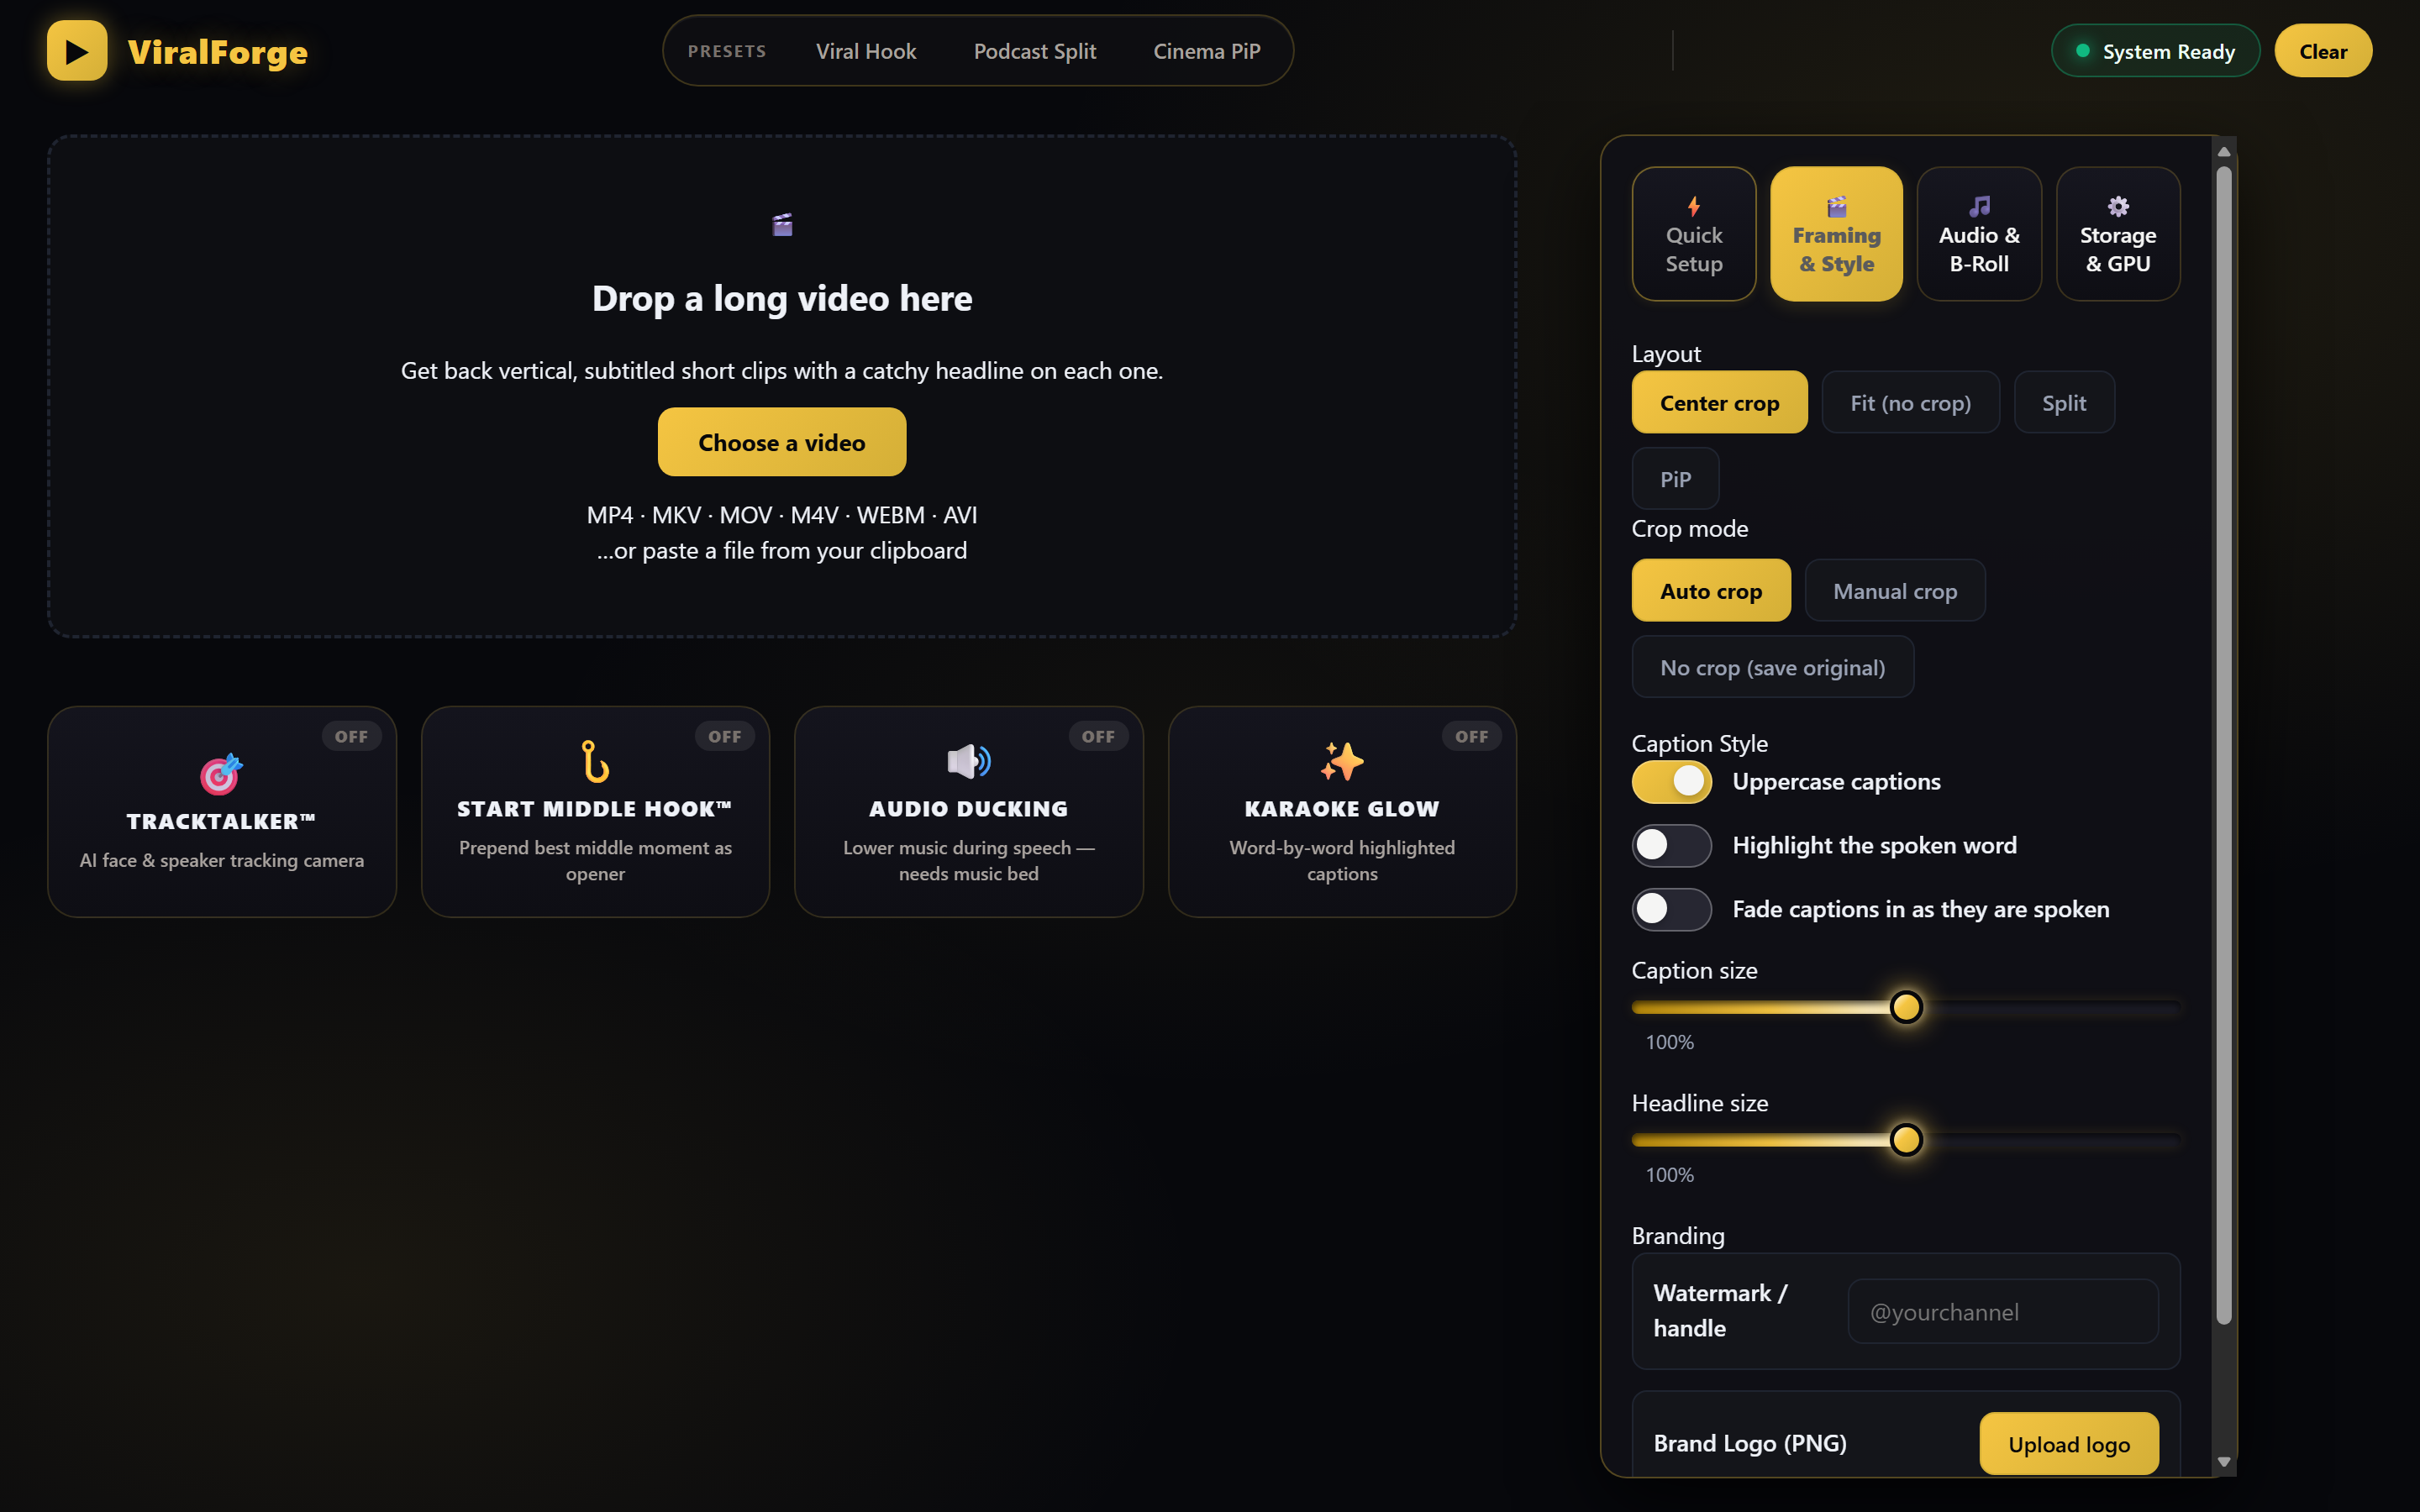 ViralForge
PRESETS Viral Hook Podcast Split Cinema PiP
System Ready
Clear
Drop a long video here
Get back vertical, subtitled short clips with a catchy headline on each one.
Choose a video
MP4 · MKV · MOV · M4V · WEBM · AVI
...or paste a file from your clipboard
OFF
TRACKTALKER™
AI face & speaker tracking camera
OFF
START MIDDLE HOOK™
Prepend best middle moment as
opener
OFF
AUDIO DUCKING
Lower music during speech —
needs music bed
OFF
KARAOKE GLOW
Word-by-word highlighted
captions
Quick
Setup
Framing
& Style
Audio &
B-Roll
Storage
& GPU
Layout
Center crop
Fit (no crop)
Split
PiP
Crop mode
Auto crop
Manual crop
No crop (save original)
Caption Style
Uppercase captions
Highlight the spoken word
Fade captions in as they are spoken
Caption size
100%
Headline size
100%
Branding
Watermark /
handle
@yourchannel
Brand Logo (PNG)
Upload logo